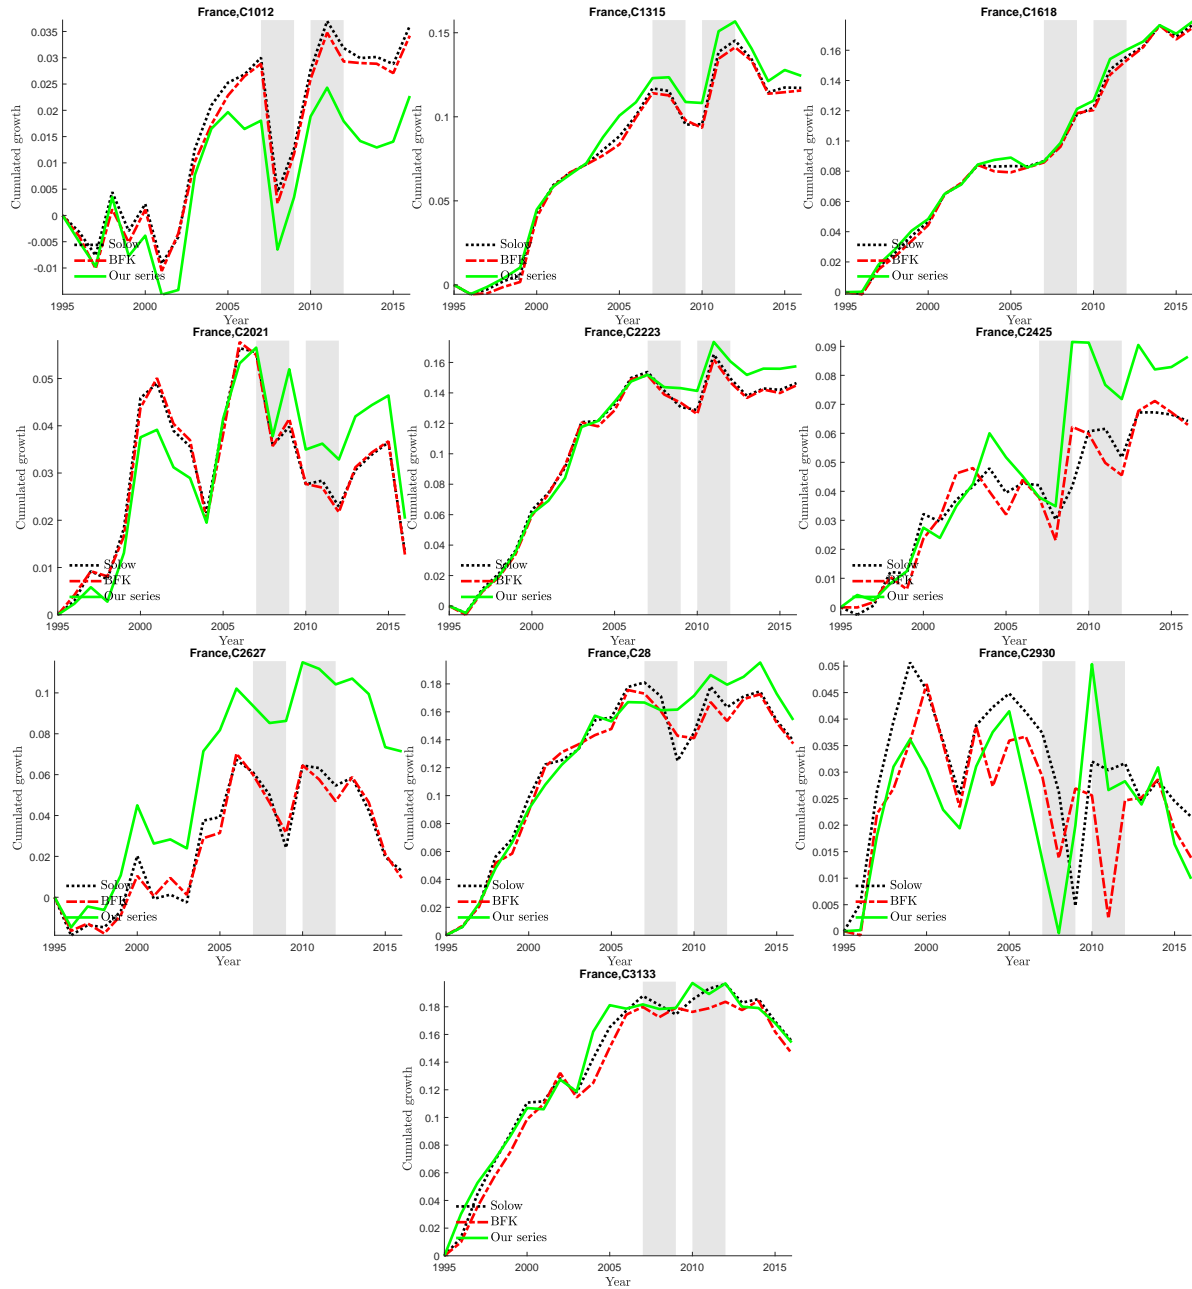 France,C1012
Cumulated growth
0.035
0.03
0.025
0.02
0.015
0.01
0.005
0
-0.005
-0.01
Solow
BFK
Our series
1995 2000 2005 2010 2015
Year
France,C1315
Cumulated growth
0.15
0.1
0.05
0
Solow
BFK
Our series
1995 2000 2005 2010 2015
Year
France,C1618
Cumulated growth
0.16
0.14
0.12
0.1
0.08
0.06
0.04
0.02
0
Solow
BFK
Our series
1995 2000 2005 2010 2015
Year
France,C2021
Cumulated growth
0.05
0.04
0.03
0.02
0.01
0
Solow
BFK
Our series
1995 2000 2005 2010 2015
Year
France,C2223
Cumulated growth
0.16
0.14
0.12
0.1
0.08
0.06
0.04
0.02
0
Solow
BFK
Our series
1995 2000 2005 2010 2015
Year
France,C2425
Cumulated growth
0.09
0.08
0.07
0.06
0.05
0.04
0.03
0.02
0.01
0
Solow
BFK
Our series
1995 2000 2005 2010 2015
Year
France,C2627
Cumulated growth
0.1
0.08
0.06
0.04
0.02
0
Solow
BFK
Our series
1995 2000 2005 2010 2015
Year
France,C28
Cumulated growth
0.18
0.16
0.14
0.12
0.1
0.08
0.06
0.04
0.02
0
Solow
BFK
Our series
1995 2000 2005 2010 2015
Year
France,C2930
Cumulated growth
0.05
0.045
0.04
0.035
0.03
0.025
0.02
0.015
0.01
0.005
0
Solow
BFK
Our series
1995 2000 2005 2010 2015
Year
France,C3133
Cumulated growth
0.18
0.16
0.14
0.12
0.1
0.08
0.06
0.04
0.02
0
Solow
BFK
Our series
1995 2000 2005 2010 2015
Year